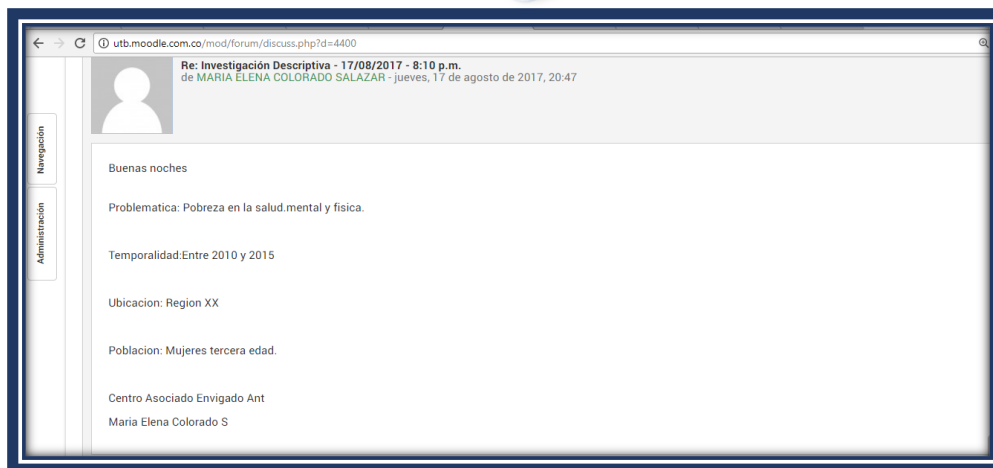 utb.moodle.com.co/mod/forum/discuss.php?d=4400
Re: Investigación Descriptiva - 17/08/2017 - 8:10 p.m.
de MARIA ELENA COLORADO SALAZAR - jueves, 17 de agosto de 2017, 20:47
Navegación
Administración
Buenas noches
Problematica: Pobreza en la salud.mental y fisica.
Temporalidad:Entre 2010 y 2015
Ubicacion: Region XX
Poblacion: Mujeres tercera edad.
Centro Asociado Envigado Ant
Maria Elena Colorado S